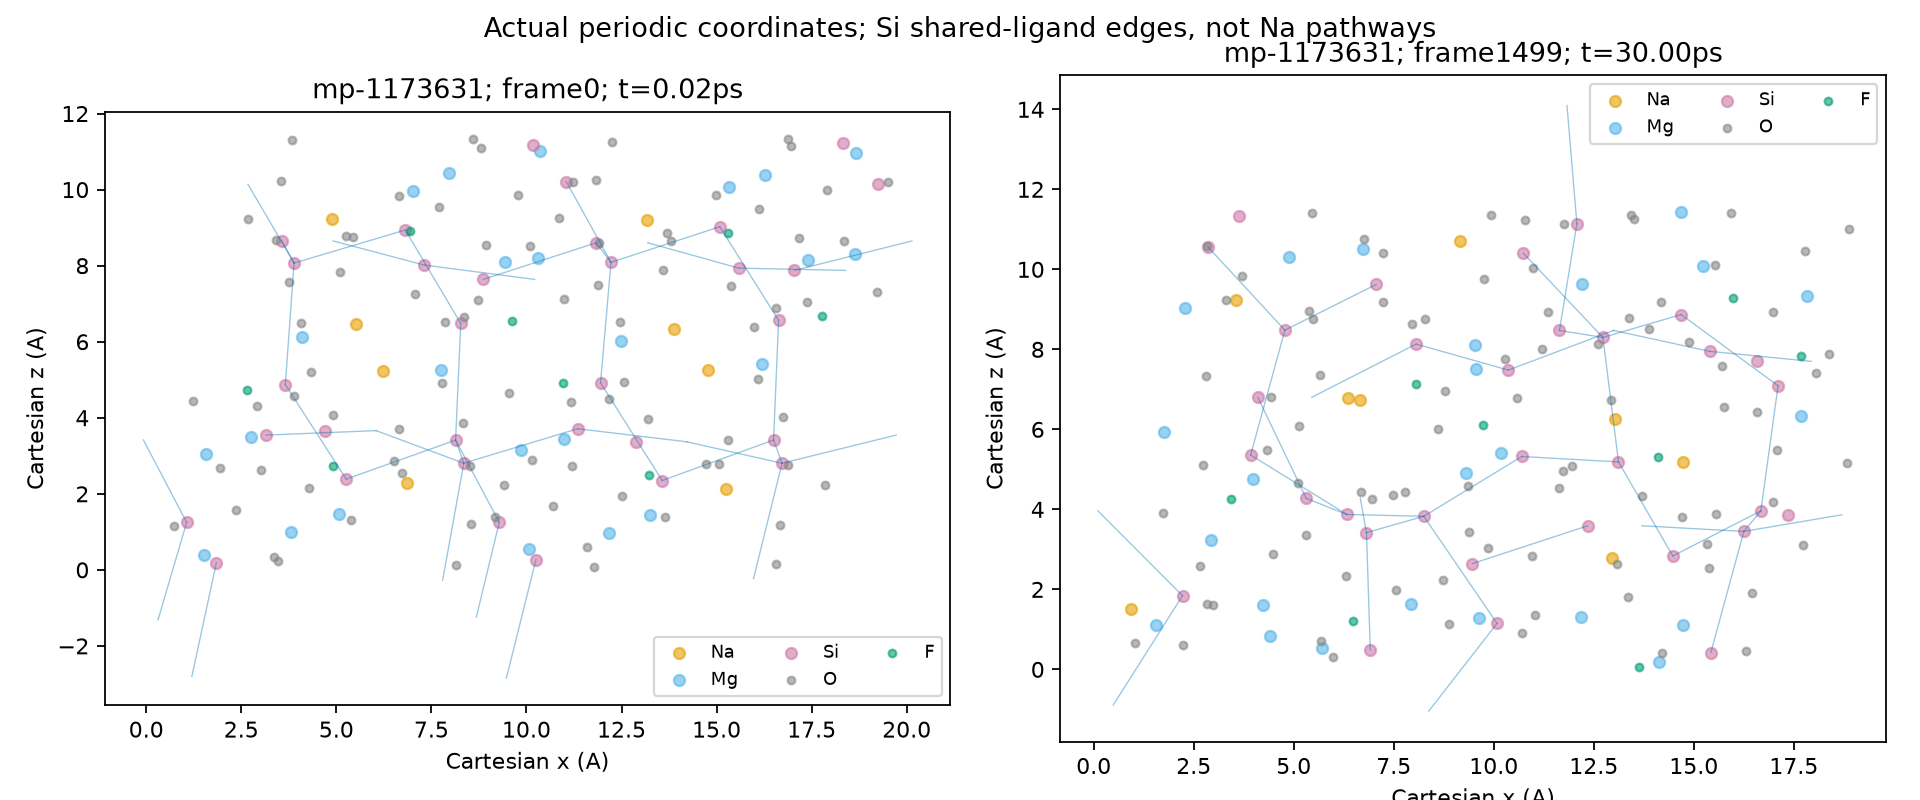 Actual periodic coordinates; Si shared-ligand edges, not Na pathways
mp-1173631; frame0; t=0.02ps
12
10
8
6
4
2
0
−2
Cartesian z (A)
Na Si F
Mg O
0.0 2.5 5.0 7.5 10.0 12.5 15.0 17.5 20.0
Cartesian x (A)
mp-1173631; frame1499; t=30.00ps
14
12
10
8
6
4
2
0
Cartesian z (A)
Na Si F
Mg O
0.0 2.5 5.0 7.5 10.0 12.5 15.0 17.5
Cartesian x (A)